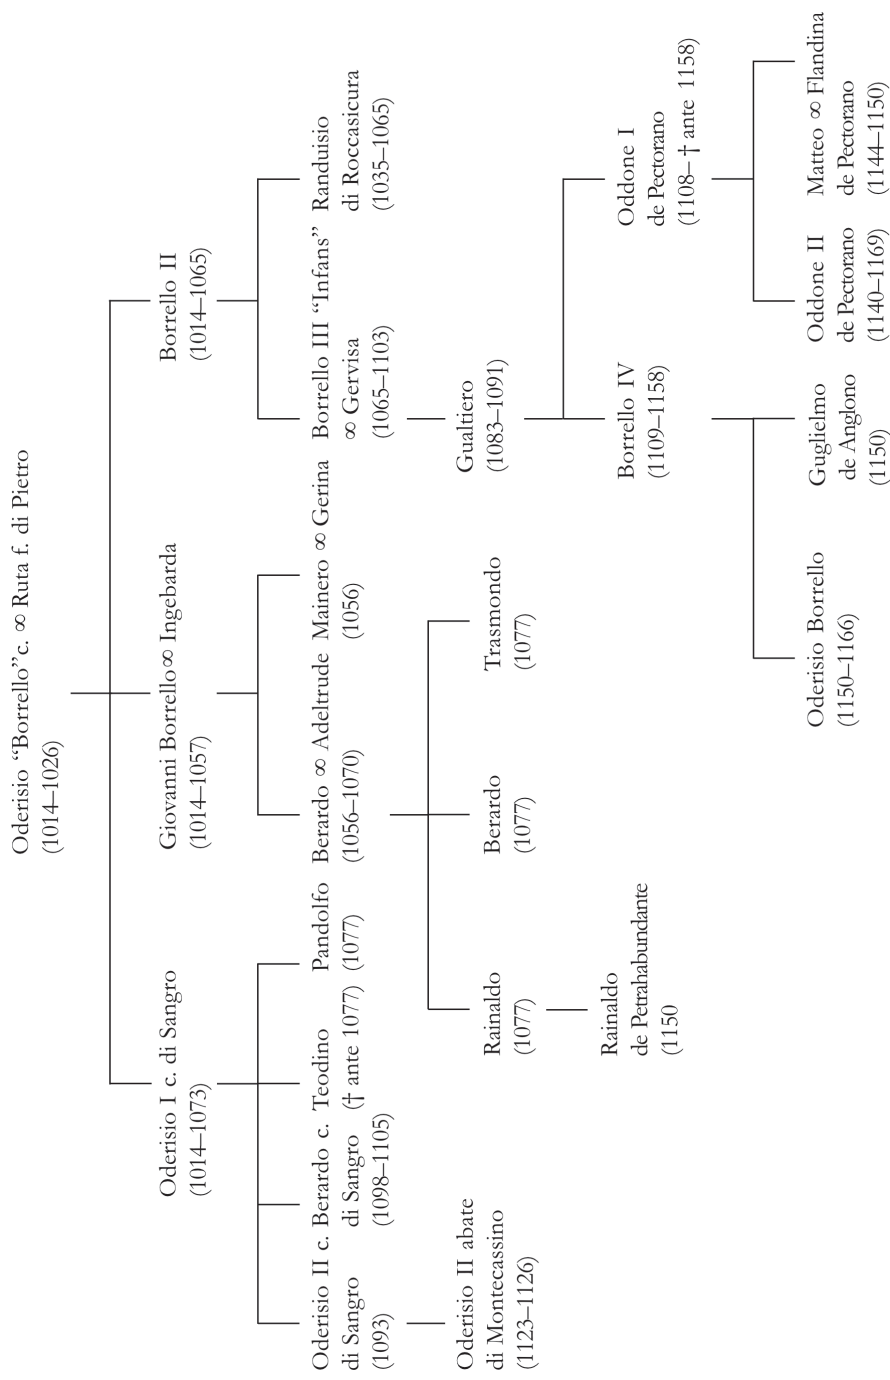 Oderisio “Borrello” c. ∞ Ruta f. di Pietro
(1014–1026)
Oderisio I c. di Sangro
(1014–1073)
Giovanni Borrello ∞ Ingebarda
(1014–1057)
Borrello II
(1014–1065)
Oderisio II c.
di Sangro
(1093)
Berardo c.
di Sangro
(1098–1105)
Teodino
(† ante 1077)
Pandolfo
(1077)
Berardo ∞ Adeltrude
(1056–1070)
Mainero ∞ Gerina
(1056)
Borrello III “Infans”
∞ Gervisa
(1065–1103)
Randuisio
di Roccasicura
(1035–1065)
Oderisio II abate
di Montecassino
(1123–1126)
Rainaldo
(1077)
Berardo
(1077)
Trasmondo
(1077)
Gualtiero
(1083–1091)
Rainaldo
de Petrahabundante
(1150
Borrello IV
(1109–1158)
Oddone I
de Pectorano
(1108– † ante 1158)
Oderisio Borrello
(1150–1166)
Guglielmo
de Anglono
(1150)
Oddone II
de Pectorano
(1140–1169)
Matteo ∞ Flandina
de Pectorano
(1144–1150)